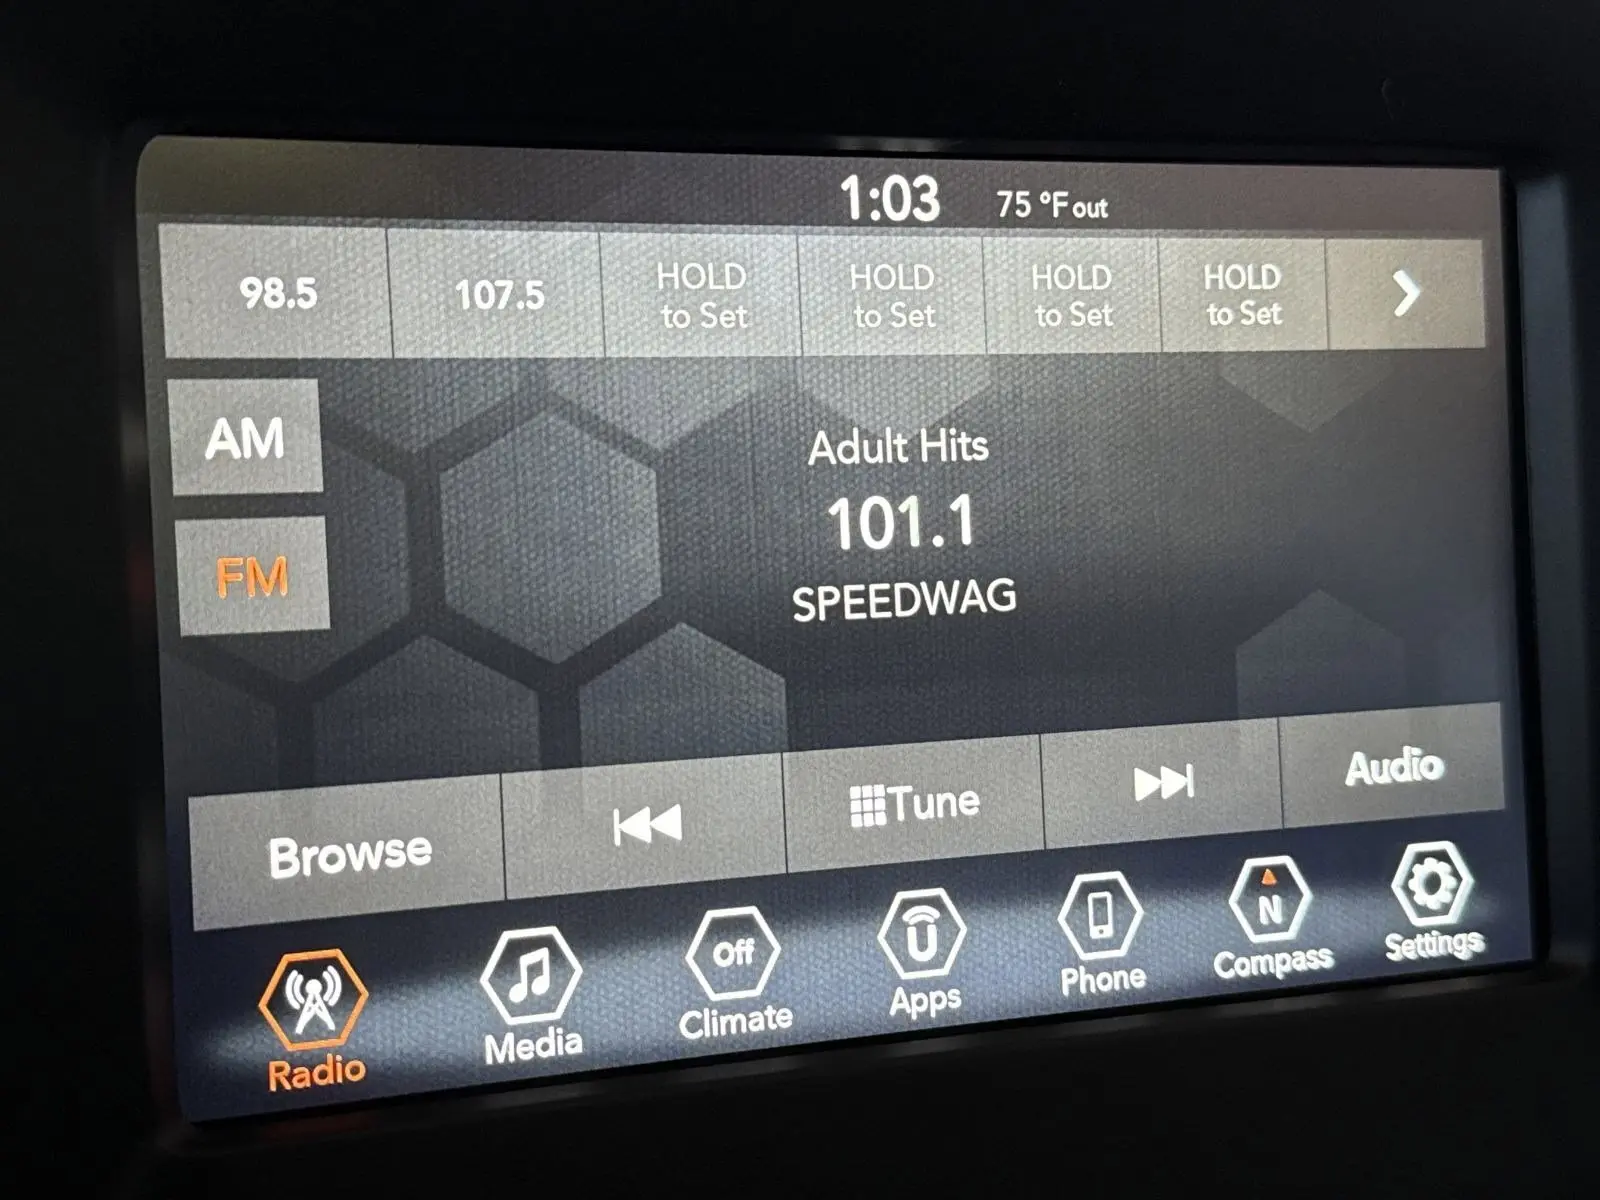 1:03 75 °F out
98.5 107.5 HOLD to Set HOLD to Set HOLD to Set HOLD to Set
AM
FM
Adult Hits
101.1
SPEEDWAG
Browse Tune Audio
Radio Media Off Climate U Apps Phone N Compass Settings